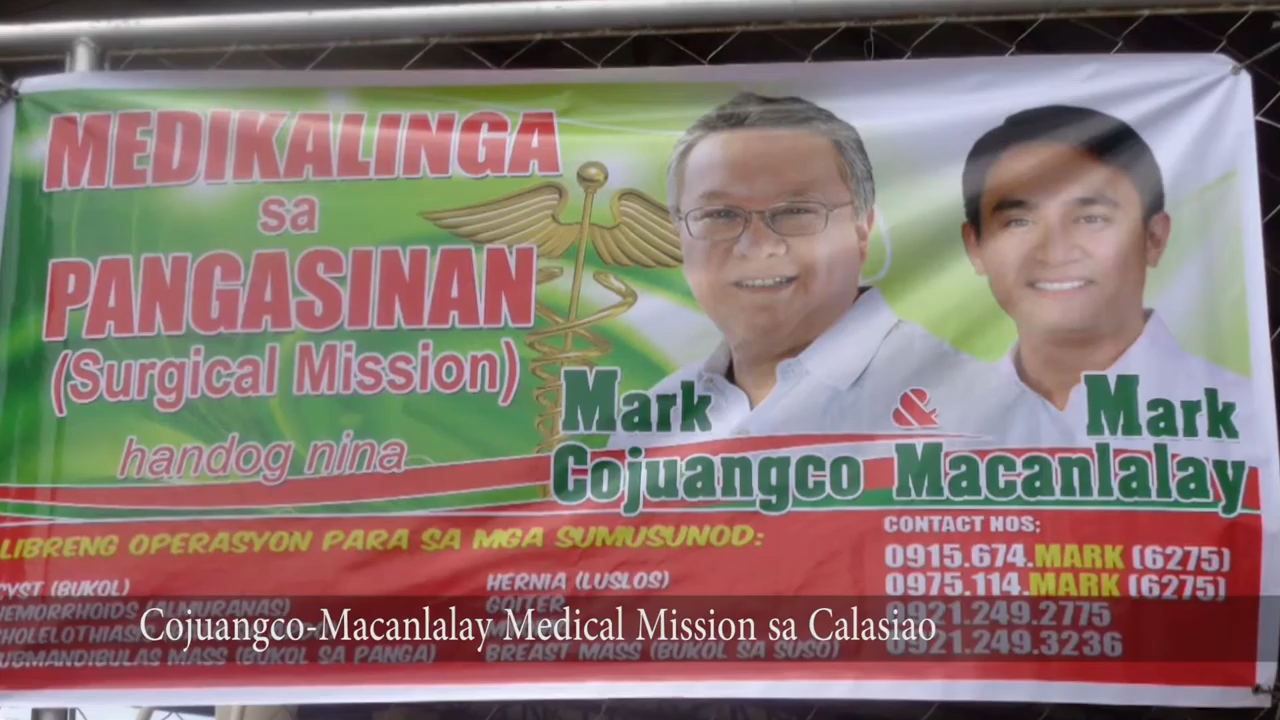 MEDIKALINGA
sa
PANGASINAN
(Surgical Mission)
handog nina
Mark & Mark
Cojuangco Macanlalay
LIBRENG OPERASYON PARA SA MGA SUMUSUNOD:
CYST (BUKOL)
HEMORRHOIDS (ALMURANAS)
SUBMANDIBULAS MASS (BUKOL SA PANGA)
HERNIA (LUSLOS)
GOITER
BREAST MASS (BUKOL SA SUSO)
CONTACT NOS:
0915.674.MARK (6275)
0975.114.MARK (6275)
0921.249.2775
0921.249.3236
Cojuangco-Macanlalay Medical Mission sa Calasiao